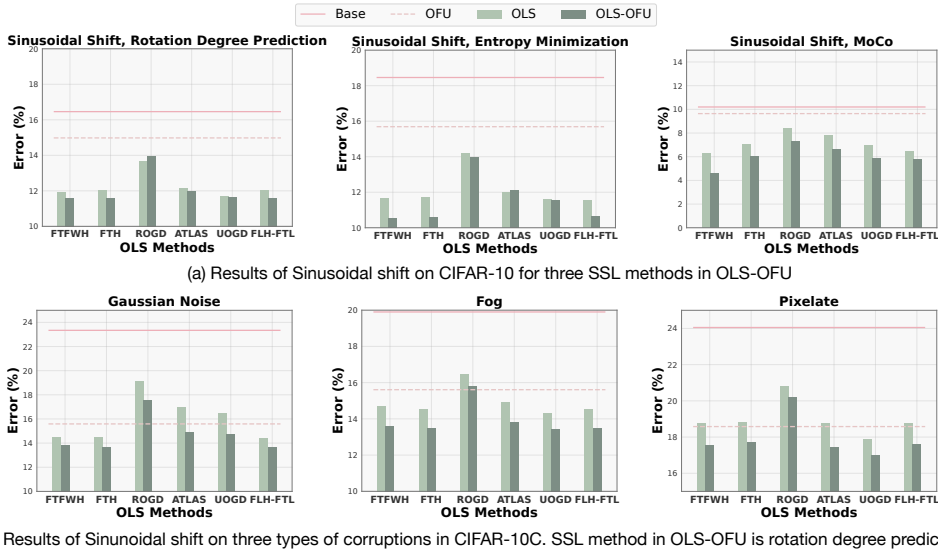 Base OFU OLS OLS-OFU
Sinusoidal Shift, Rotation Degree Prediction
Sinusoidal Shift, Entropy Minimization
Sinusoidal Shift, MoCo
Error (%)
20
18
16
14
12
10
FTFWH FTH ROGD ATLAS UOGD FLH-FTL
OLS Methods
Error (%)
20
18
16
14
12
10
FTFWH FTH ROGD ATLAS UOGD FLH-FTL
OLS Methods
Error (%)
14
12
10
8
6
4
2
0
FTFWH FTH ROGD ATLAS UOGD FLH-FTL
OLS Methods
(a) Results of Sinusoidal shift on CIFAR-10 for three SSL methods in OLS-OFU
Gaussian Noise
Fog
Pixelate
Error (%)
24
22
20
18
16
14
12
10
FTFWH FTH ROGD ATLAS UOGD FLH-FTL
OLS Methods
Error (%)
20
18
16
14
12
10
FTFWH FTH ROGD ATLAS UOGD FLH-FTL
OLS Methods
Error (%)
24
22
20
18
16
FTFWH FTH ROGD ATLAS UOGD FLH-FTL
OLS Methods
Results of Sinunoidal shift on three types of corruptions in CIFAR-10C. SSL method in OLS-OFU is rotation degree predic